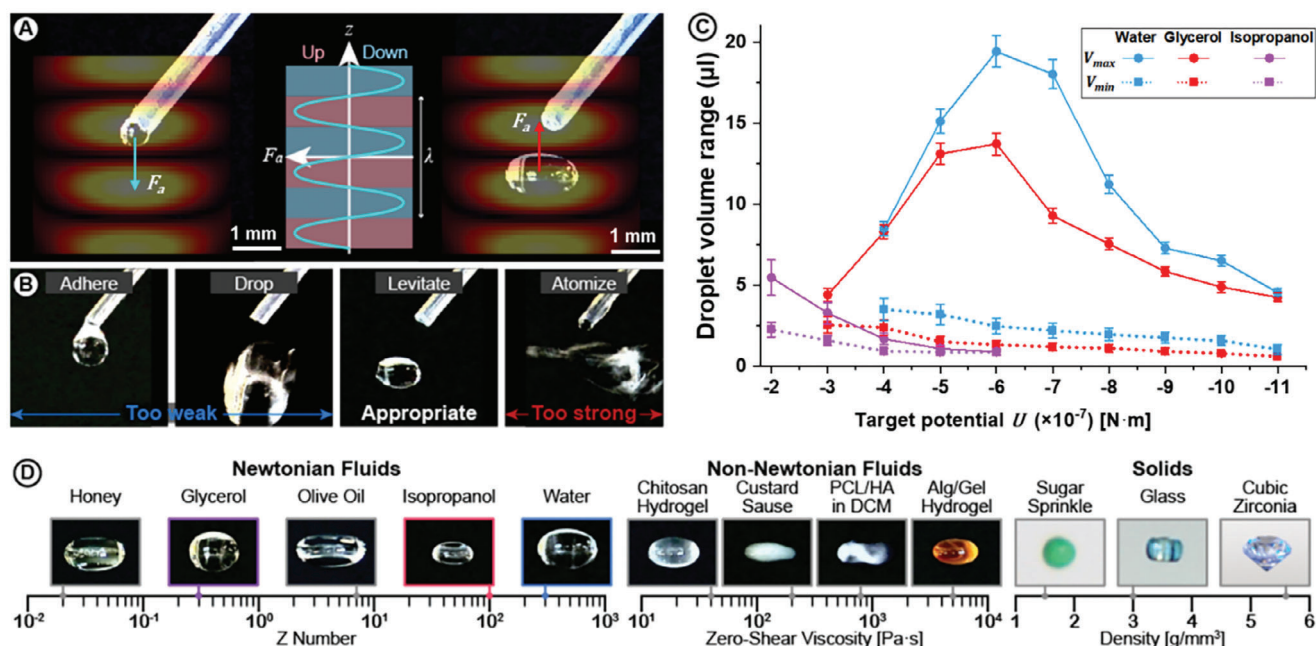 A
z
Up
Down
Fa
Fa
λ
Fa
1 mm
1 mm
B
Adhere
Drop
Levitate
Atomize
Too weak
Appropriate
Too strong
C
Droplet volume range (µl)
20
15
10
5
0
Water Glycerol Isopropanol
Vmax
Vmin
-2 -3 -4 -5 -6 -7 -8 -9 -10 -11
Target potential U (×10⁻⁷) [N·m]
D
Newtonian Fluids
Honey
Glycerol
Olive Oil
Isopropanol
Water
10⁻² 10⁻¹ 10⁰ 10¹ 10² 10³
Z Number
Non-Newtonian Fluids
Chitosan
Hydrogel
Custard
Sause
PCL/HA
in DCM
Alg/Gel
Hydrogel
10¹ 10² 10³ 10⁴
Zero-Shear Viscosity [Pa·s]
Solids
Sugar
Sprinkle
Glass
Cubic
Zirconia
1 2 3 4 5 6
Density [g/mm³]